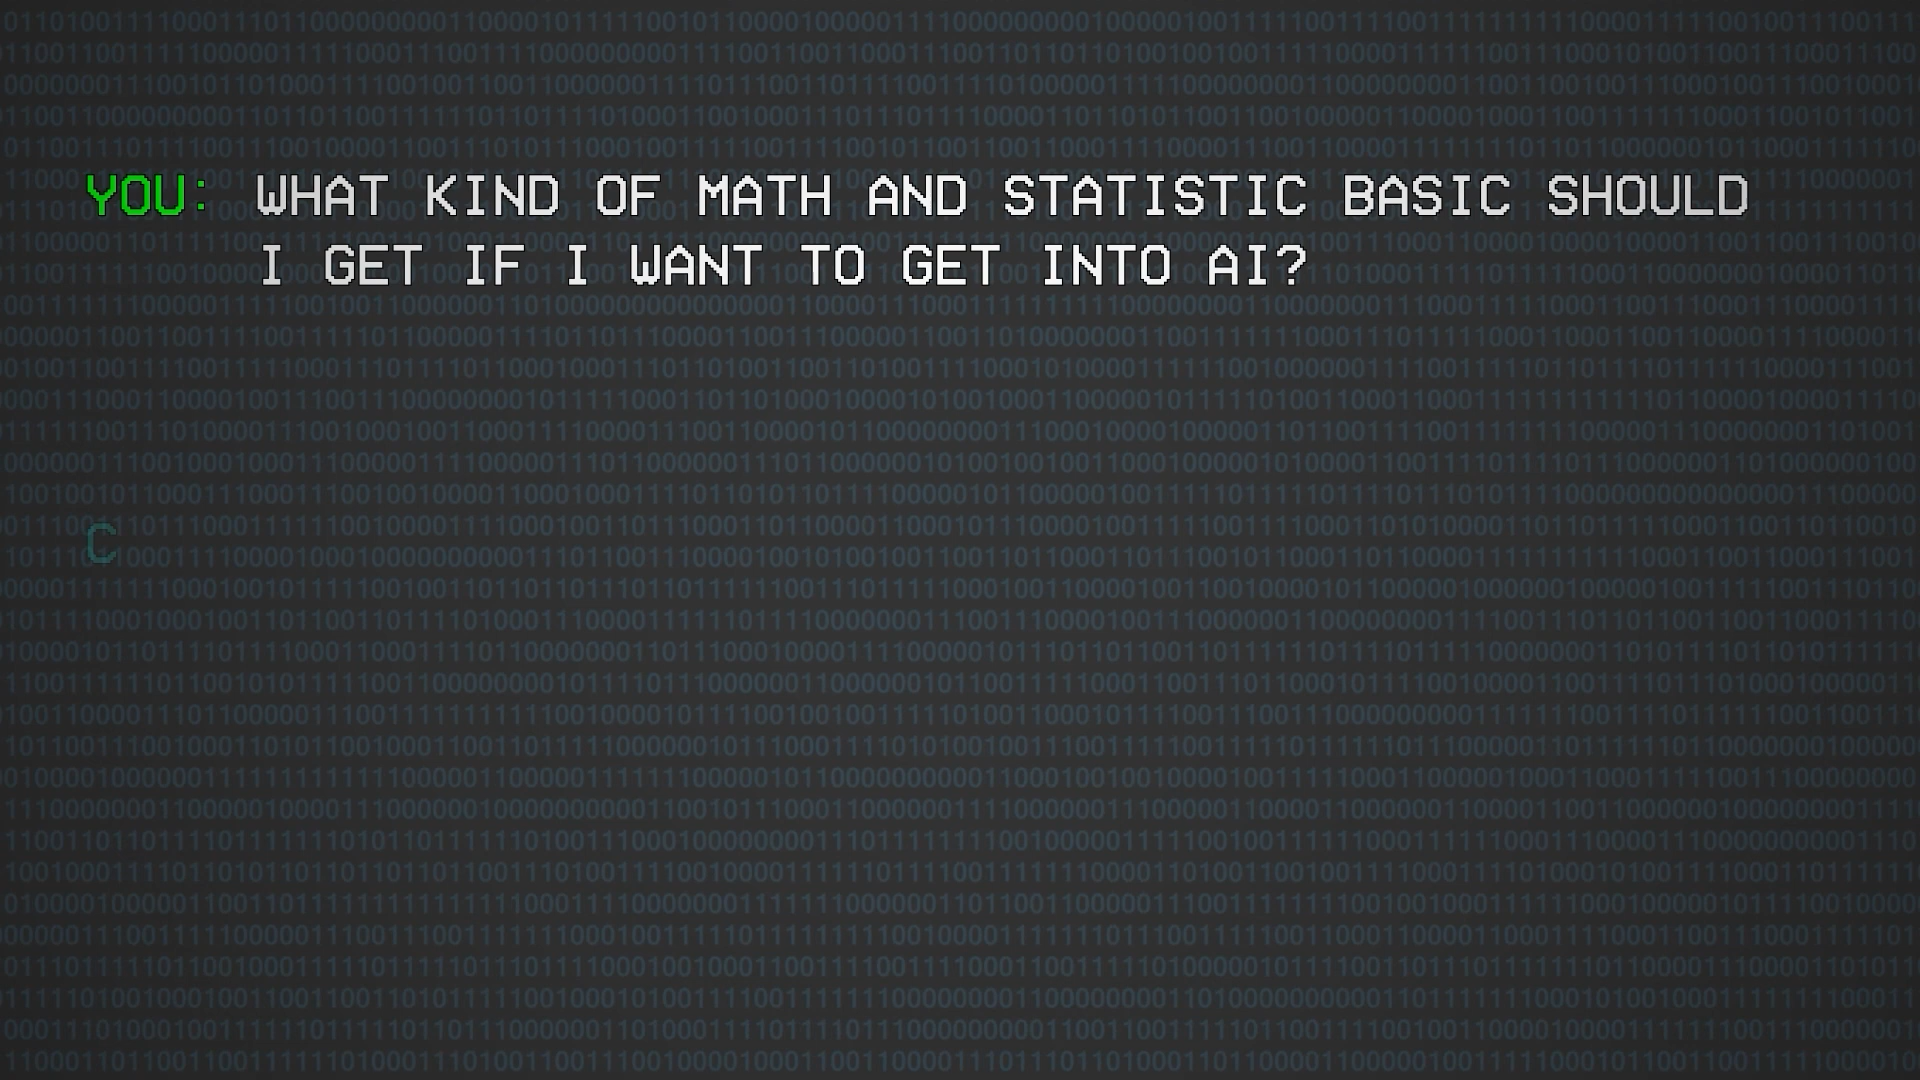 YOU: WHAT KIND OF MATH AND STATISTIC BASIC SHOULD
I GET IF I WANT TO GET INTO AI?
C